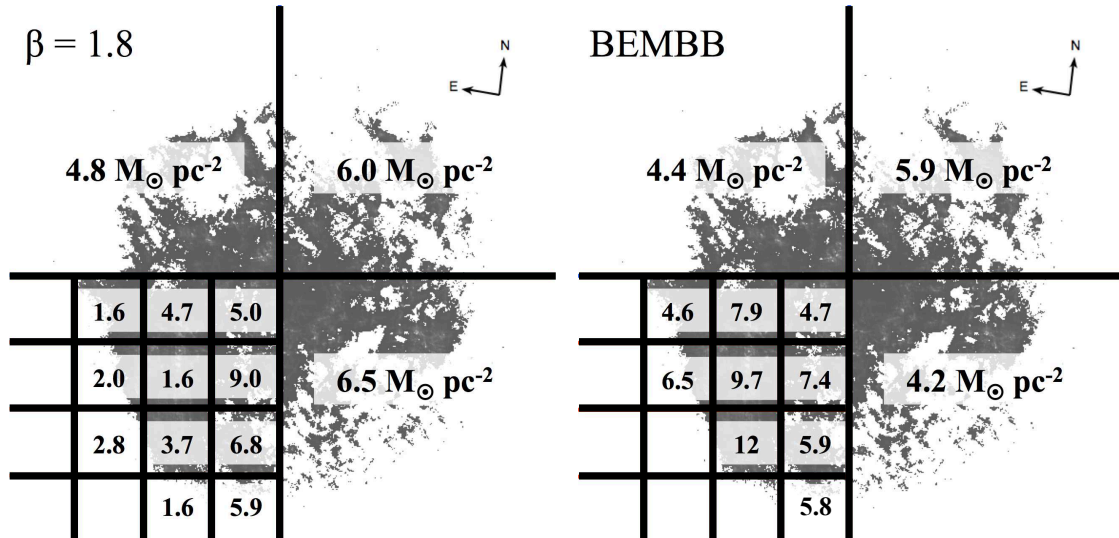 β = 1.8
N
E
4.8 M☉ pc⁻²
6.0 M☉ pc⁻²
1.6 4.7 5.0
2.0 1.6 9.0
6.5 M☉ pc⁻²
2.8 3.7 6.8
1.6 5.9
BEMBB
N
E
4.4 M☉ pc⁻²
5.9 M☉ pc⁻²
4.6 7.9 4.7
6.5 9.7 7.4
4.2 M☉ pc⁻²
12 5.9
5.8